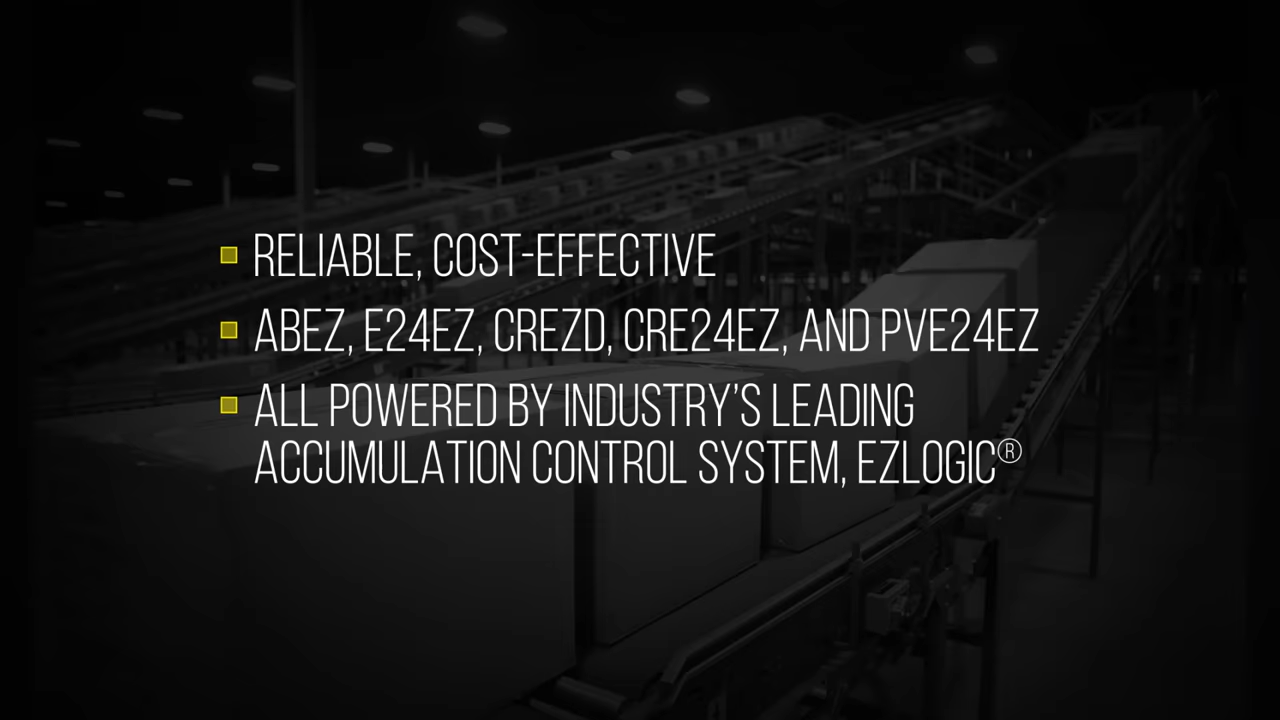 RELIABLE, COST-EFFECTIVE
ABEZ, E24EZ, CREZD, CRE24EZ, AND PVE24EZ
ALL POWERED BY INDUSTRY’S LEADING
ACCUMULATION CONTROL SYSTEM, EZLOGIC®